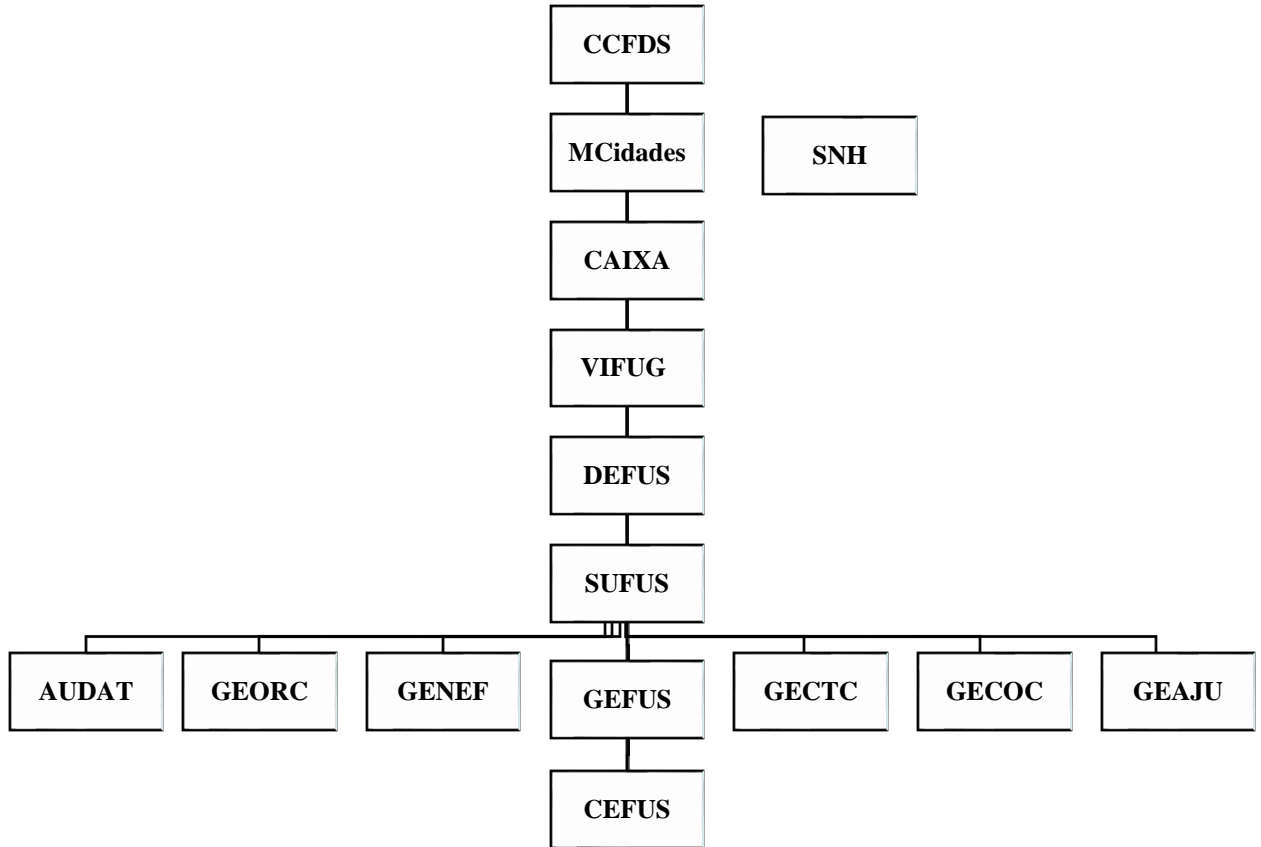 CCFDS
MCidades
SNH
CAIXA
VIFUG
DEFUS
SUFUS
AUDAT
GEORC
GENEF
GEFUS
GECTC
GECOC
GEAJU
CEFUS